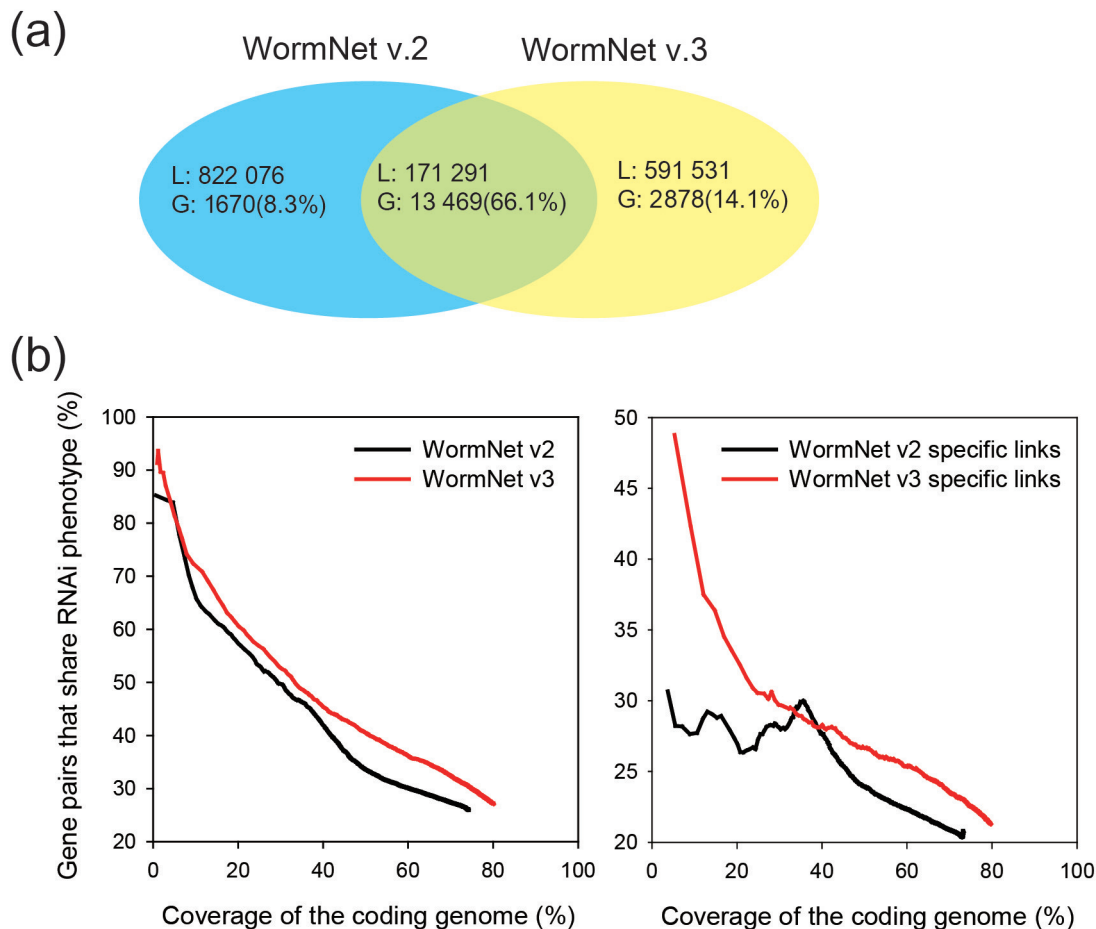 (a)
WormNet v.2
WormNet v.3
L: 822 076
G: 1670(8.3%)
L: 171 291
G: 13 469(66.1%)
L: 591 531
G: 2878(14.1%)
(b)
Gene pairs that share RNAi phenotype (%)
100
90
80
70
60
50
40
30
20
0
20
40
60
80
100
WormNet v2
WormNet v3
Coverage of the coding genome (%)
50
45
40
35
30
25
20
0
20
40
60
80
100
WormNet v2 specific links
WormNet v3 specific links
Coverage of the coding genome (%)